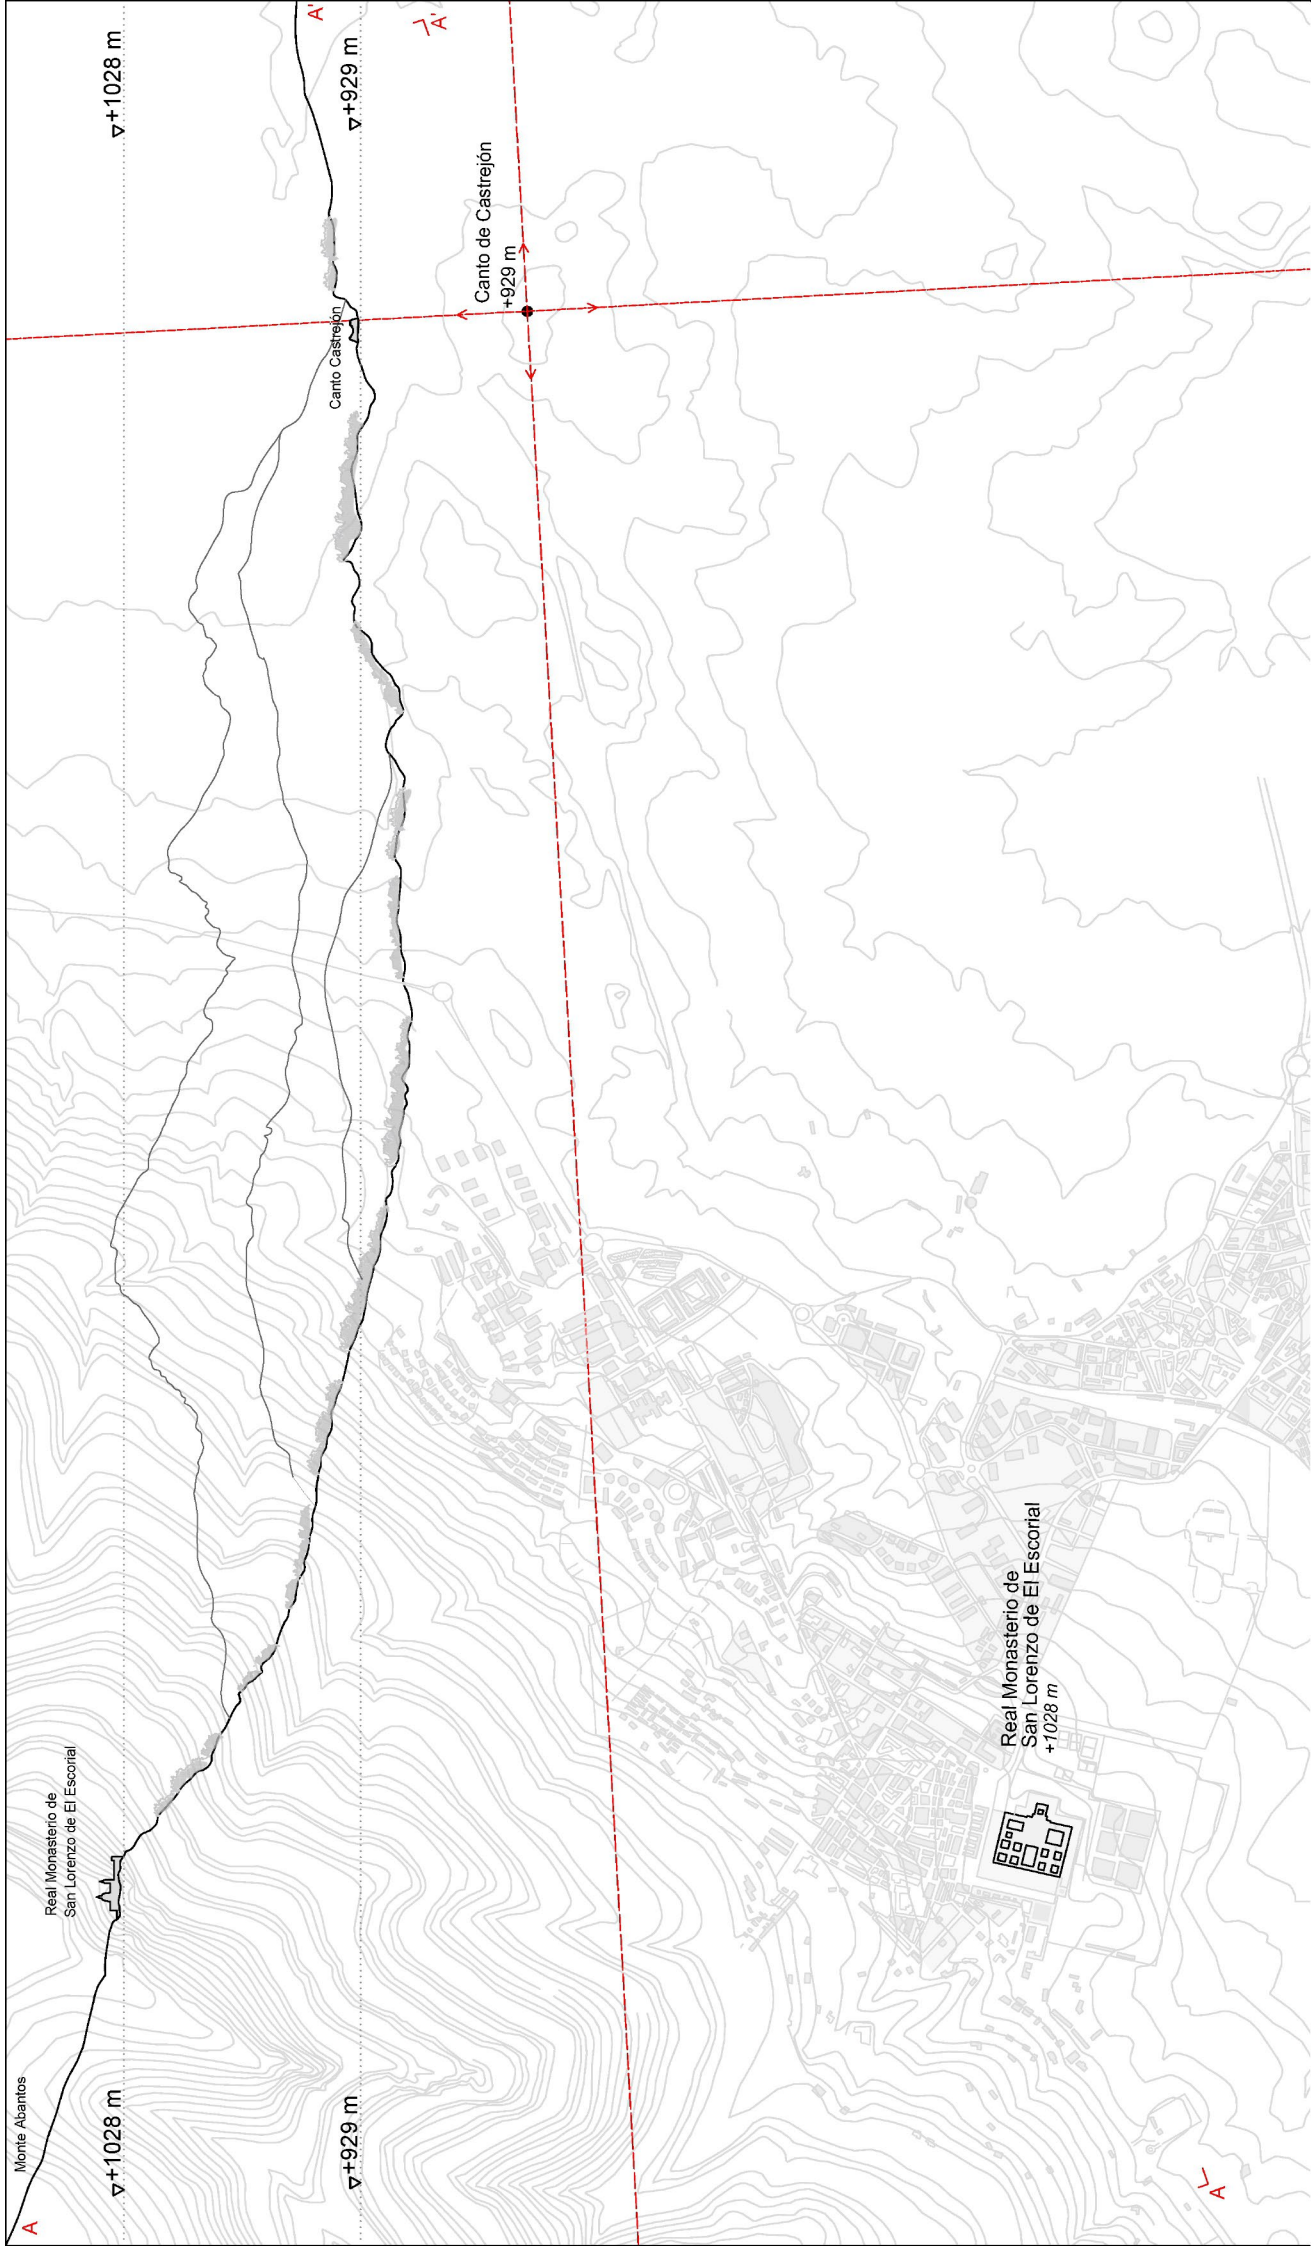 A
Monte Abantos
▽+1028 m
▽+929 m
Real Monasterio de
San Lorenzo de El Escorial
Canto Castrejón
▽+1028 m
▽+929 m
A'
A'
Canto de Castrejón
+929 m
Real Monasterio de
San Lorenzo de El Escorial
+1028 m
A